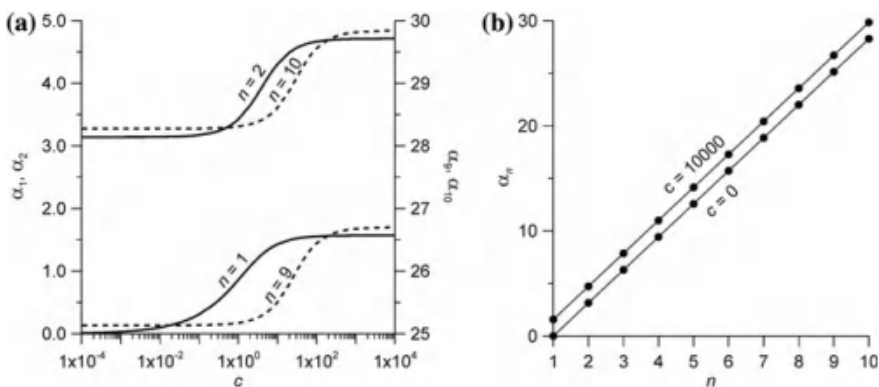 (a)
5.0
4.0
3.0
2.0
1.0
0.0
α₁, α₂
n = 2
n = 10
n = 1
n = 9
30
29
28
27
26
25
α₉, α₁₀
1x10⁻⁴
1x10⁻²
1x10⁰
1x10²
1x10⁴
c
(b)
30
20
10
0
αₙ
c = 10000
c = 0
1 2 3 4 5 6 7 8 9 10
n